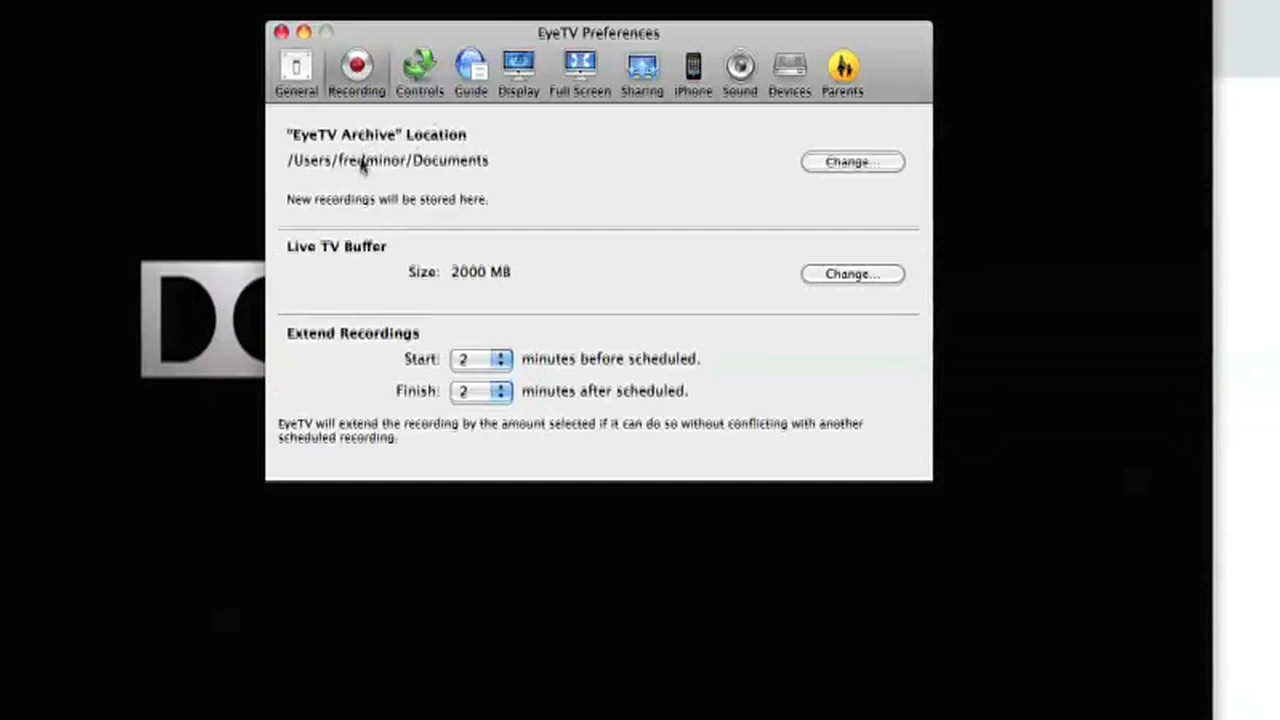 EyeTV Preferences
General Recording Controls Guide Display Full Screen Sharing iPhone Sound Devices Parents
"EyeTV Archive" Location
/Users/fredminor/Documents
Change...
New recordings will be stored here.
Live TV Buffer
Size: 2000 MB
Change...
Extend Recordings
Start: 2 minutes before scheduled.
Finish: 2 minutes after scheduled.
EyeTV will extend the recording by the amount selected if it can do so without conflicting with another
scheduled recording.